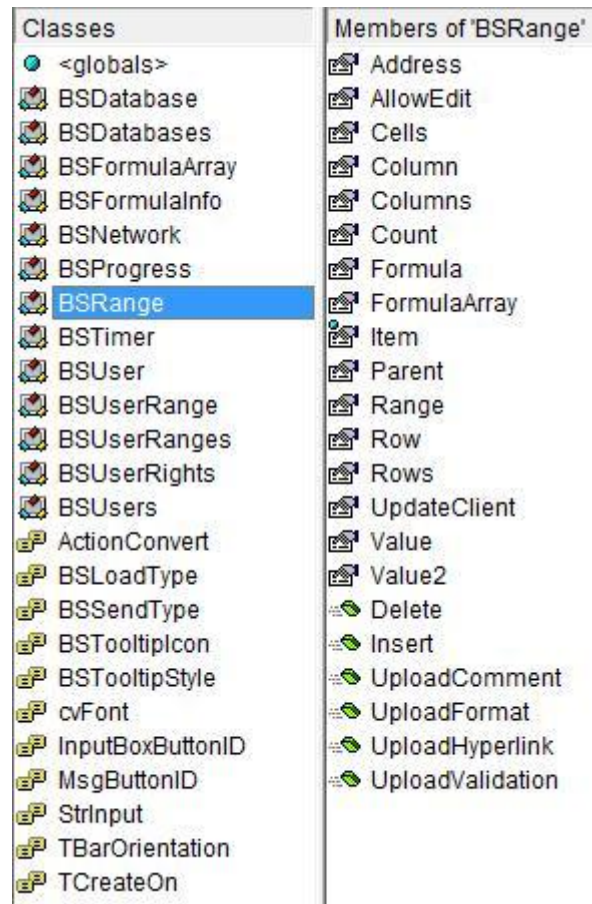 Classes
<globals>
BSDatabase
BSDatabases
BSFormulaArray
BSFormulaInfo
BSNetwork
BSProgress
BSRange
BSTimer
BSUser
BSUserRange
BSUserRanges
BSUserRights
BSUsers
ActionConvert
BSLoadType
BSSendType
BSTooltipIcon
BSTooltipStyle
cvFont
InputBoxButtonID
MsgButtonID
StrInput
TBarOrientation
TCreateOn
Members of 'BSRange'
Address
AllowEdit
Cells
Column
Columns
Count
Formula
FormulaArray
Item
Parent
Range
Row
Rows
UpdateClient
Value
Value2
Delete
Insert
UploadComment
UploadFormat
UploadHyperlink
UploadValidation